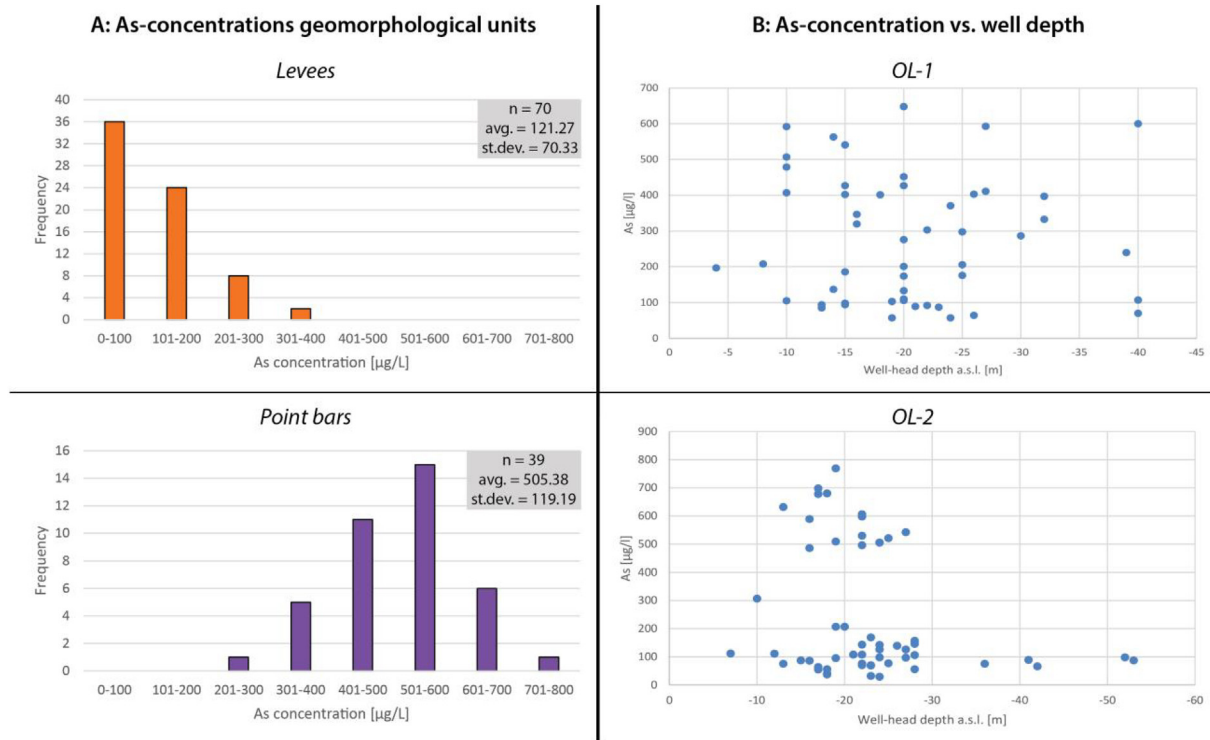 A: As-concentrations geomorphological units
Levees
40
36
32
28
24
20
16
12
8
4
0
Frequency
n = 70
avg. = 121.27
st.dev. = 70.33
0-100 101-200 201-300 301-400 401-500 501-600 601-700 701-800
As concentration [µg/L]
B: As-concentration vs. well depth
OL-1
700
600
500
400
300
200
100
0
As [µg/l]
0 -5 -10 -15 -20 -25 -30 -35 -40 -45
Well-head depth a.s.l. [m]
Point bars
16
14
12
10
8
6
4
2
0
Frequency
n = 39
avg. = 505.38
st.dev. = 119.19
0-100 101-200 201-300 301-400 401-500 501-600 601-700 701-800
As concentration [µg/L]
OL-2
900
800
700
600
500
400
300
200
100
0
As [µg/l]
-10 -20 -30 -40 -50 -60
Well-head depth a.s.l. [m]